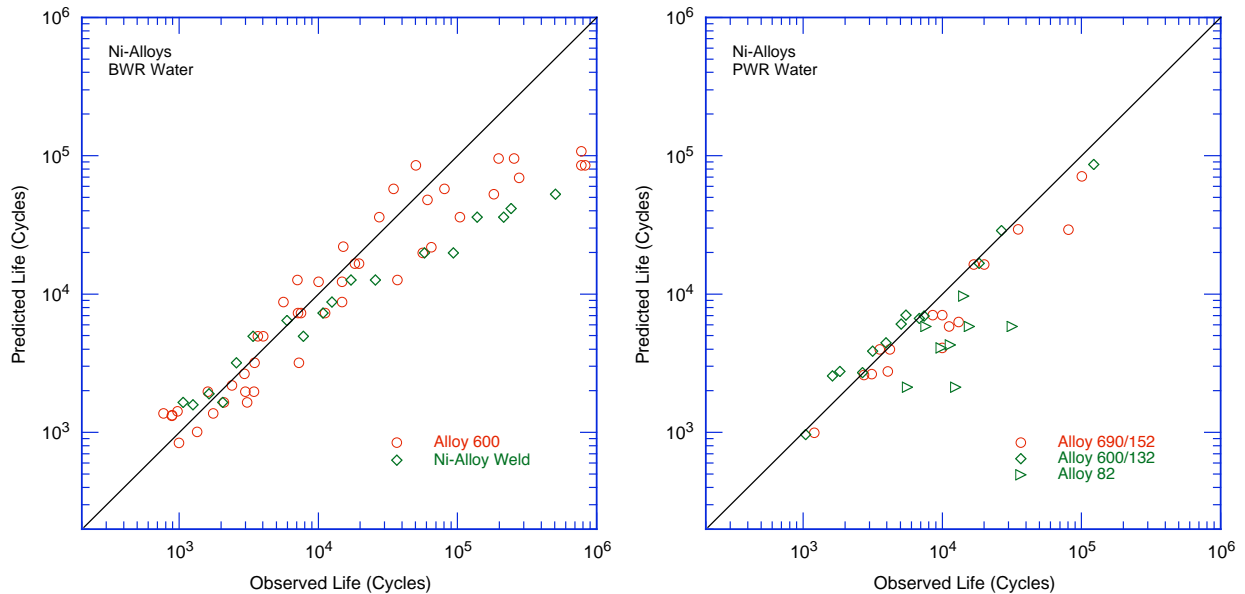 Ni-Alloys
BWR Water
10^6
10^5
10^4
10^3
Predicted Life (Cycles)
Alloy 600
Ni-Alloy Weld
10^3 10^4 10^5 10^6
Observed Life (Cycles)
Ni-Alloys
PWR Water
10^6
10^5
10^4
10^3
Predicted Life (Cycles)
Alloy 690/152
Alloy 600/132
Alloy 82
10^3 10^4 10^5 10^6
Observed Life (Cycles)